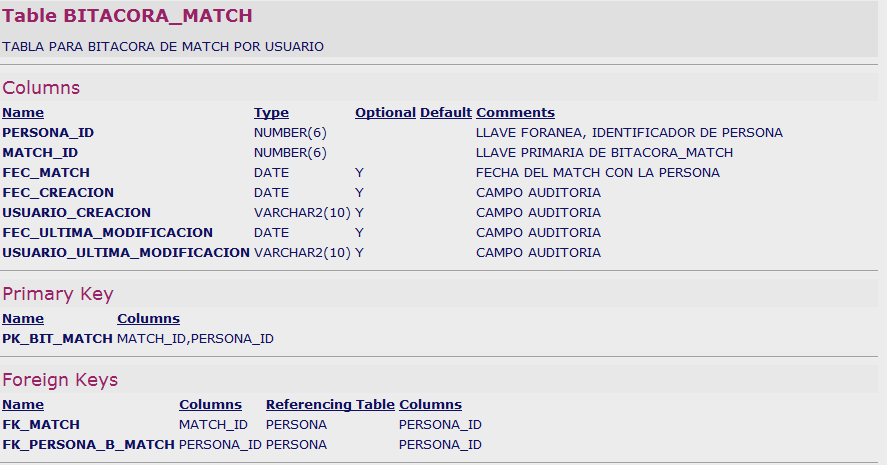 Table BITACORA_MATCH
TABLA PARA BITACORA DE MATCH POR USUARIO
Columns
Name Type Optional Default Comments
PERSONA_ID NUMBER(6) LLAVE FORANEA, IDENTIFICADOR DE PERSONA
MATCH_ID NUMBER(6) LLAVE PRIMARIA DE BITACORA_MATCH
FEC_MATCH DATE Y FECHA DEL MATCH CON LA PERSONA
FEC_CREACION DATE Y CAMPO AUDITORIA
USUARIO_CREACION VARCHAR2(10) Y CAMPO AUDITORIA
FEC_ULTIMA_MODIFICACION DATE Y CAMPO AUDITORIA
USUARIO_ULTIMA_MODIFICACION VARCHAR2(10) Y CAMPO AUDITORIA
Primary Key
Name Columns
PK_BIT_MATCH MATCH_ID,PERSONA_ID
Foreign Keys
Name Columns Referencing Table Columns
FK_MATCH MATCH_ID PERSONA PERSONA_ID
FK_PERSONA_B_MATCH PERSONA_ID PERSONA PERSONA_ID